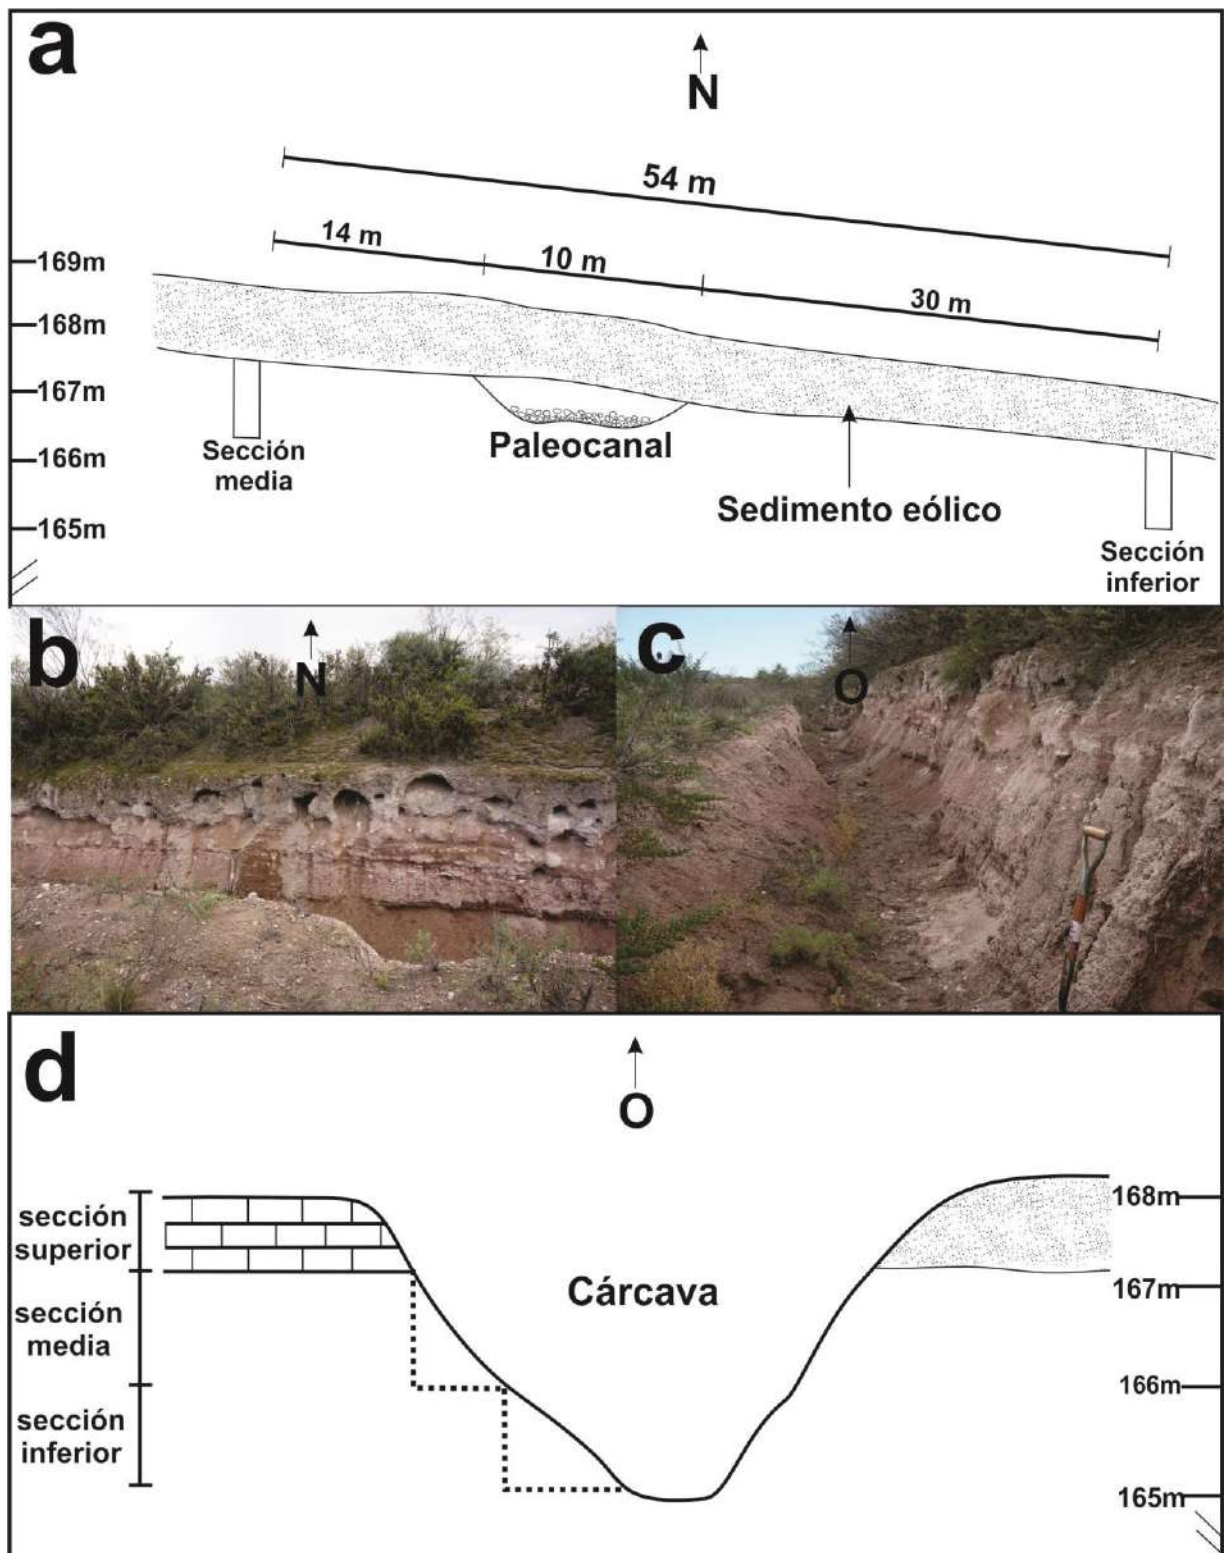 a
N
54 m
14 m
10 m
30 m
169m
168m
167m
166m
165m
Sección
media
Paleocanal
Sedimento eólico
Sección
inferior
b
N
c
O
d
O
sección
superior
sección
media
sección
inferior
Cárcava
168m
167m
166m
165m